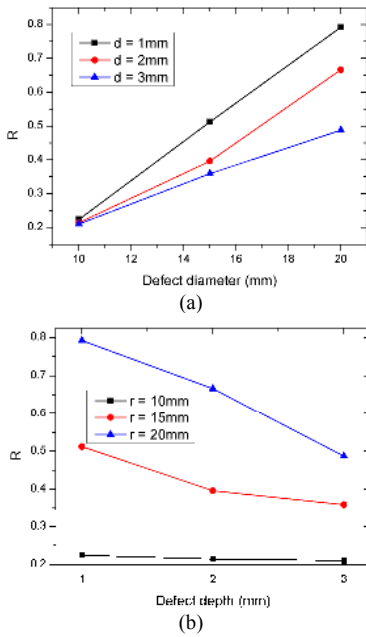 (a)
0.8
0.7
0.6
0.5
0.4
0.3
0.2
R
d = 1mm
d = 2mm
d = 3mm
10
12
14
16
18
20
Defect diameter (mm)
(a)
0.8
0.7
0.6
0.5
0.4
0.3
0.2
R
r = 10mm
r = 15mm
r = 20mm
1
2
3
Defect depth (mm)
(b)